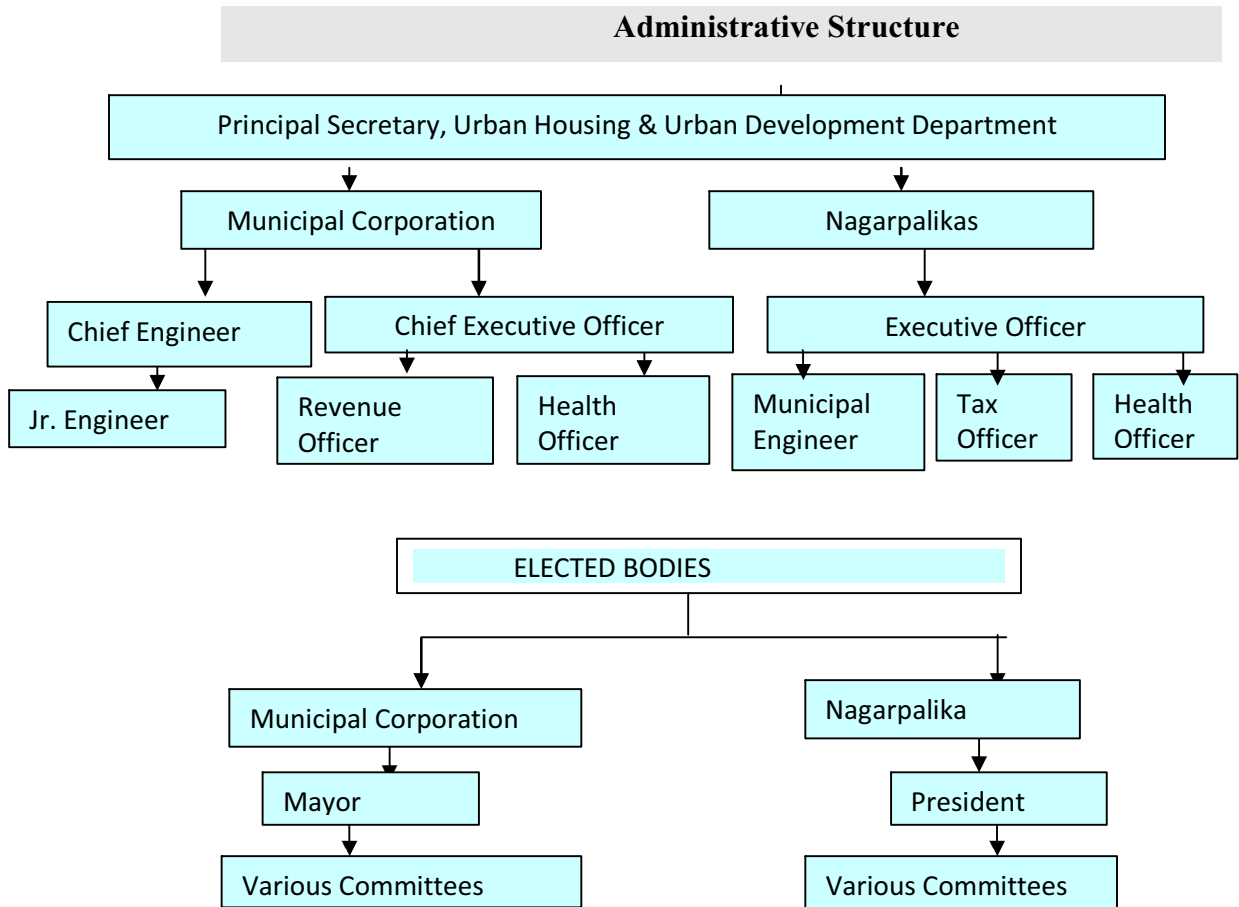 Administrative Structure
Principal Secretary, Urban Housing & Urban Development Department
Municipal Corporation
Nagarpalikas
Chief Engineer
Chief Executive Officer
Executive Officer
Jr. Engineer
Revenue
Officer
Health
Officer
Municipal
Engineer
Tax
Officer
Health
Officer
ELECTED BODIES
Municipal Corporation
Nagarpalika
Mayor
President
Various Committees
Various Committees